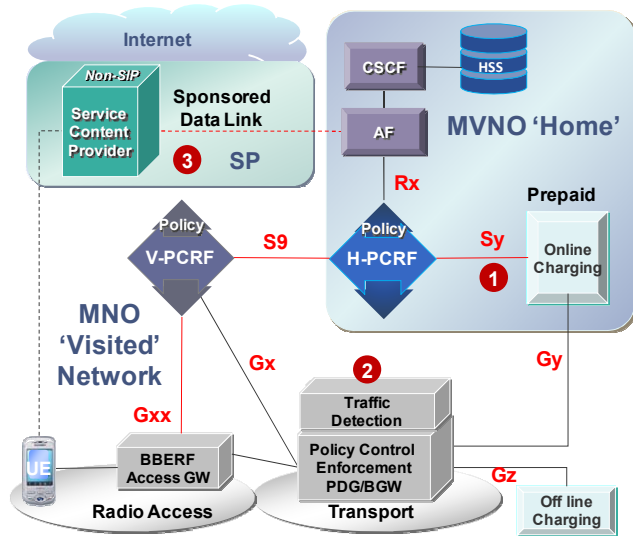 Internet
Non-SIP
Service
Content
Provider
Sponsored
Data Link
3
SP
CSCF
HSS
AF
MVNO 'Home'
Rx
Prepaid
Policy
V-PCRF
S9
Policy
H-PCRF
Sy
1
Online
Charging
MNO
'Visited'
Network
Gx
Gxx
2
Gy
Traffic
Detection
Policy Control
Enforcement
PDG/BGW
UE
BBERF
Access GW
Gz
Off line
Charging
Radio Access
Transport